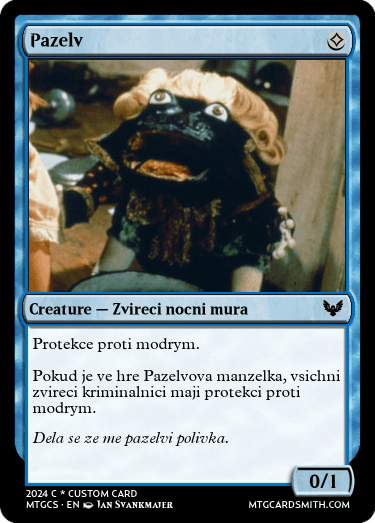 Pazelv
Creature — Zvireci nocni mura
Protekce proti modrym.
Pokud je ve hre Pazelvova manzelka, vsichni
zvireci kriminalnici maji protekci proti
modrym.
Dela se ze me pazelvi polivka.
0/1
2024 C * CUSTOM CARD
MTGCS · EN JAN SVANKMAJER
MTGCARDSMITH.COM